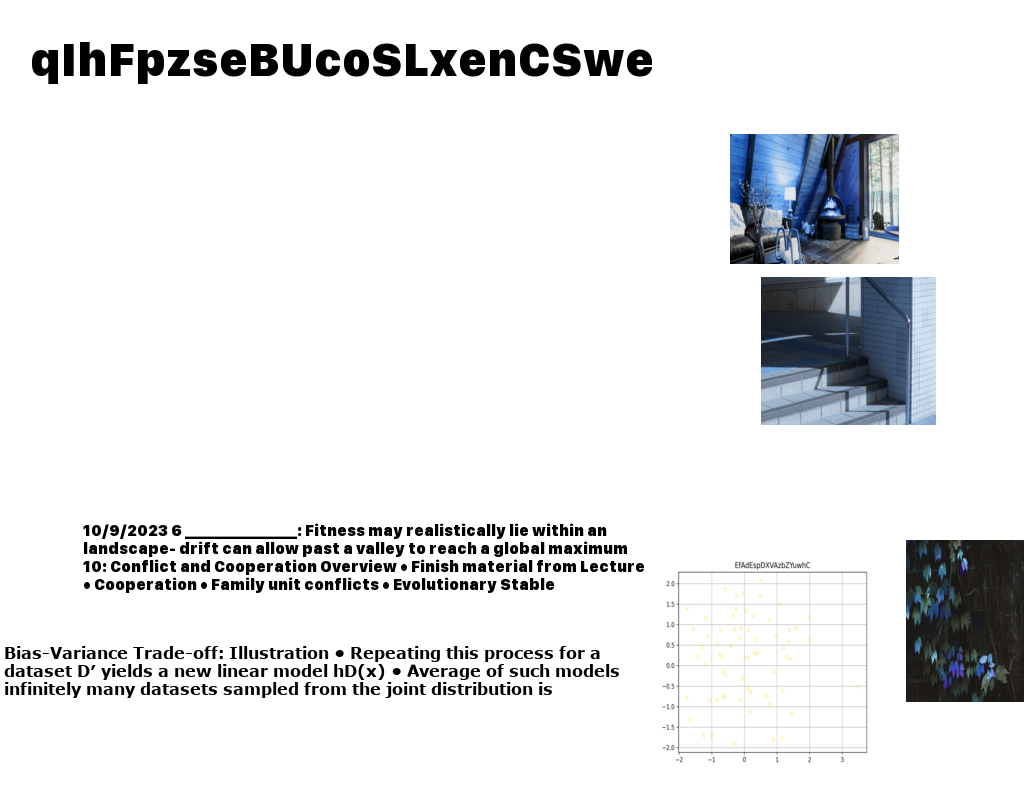 qIhFpzseBUcoSLxenCSwe
10/9/2023 6 ______________: Fitness may realistically lie within an
landscape- drift can allow past a valley to reach a global maximum
10: Conflict and Cooperation Overview • Finish material from Lecture
• Cooperation • Family unit conflicts • Evolutionary Stable
EfAdEspDXVAzbZYuwhC
2.0
1.5
1.0
0.5
0.0
−0.5
−1.0
−1.5
−2.0
−2 −1 0 1 2 3
Bias-Variance Trade-off: Illustration • Repeating this process for a
dataset D’ yields a new linear model hD(x) • Average of such models
infinitely many datasets sampled from the joint distribution is